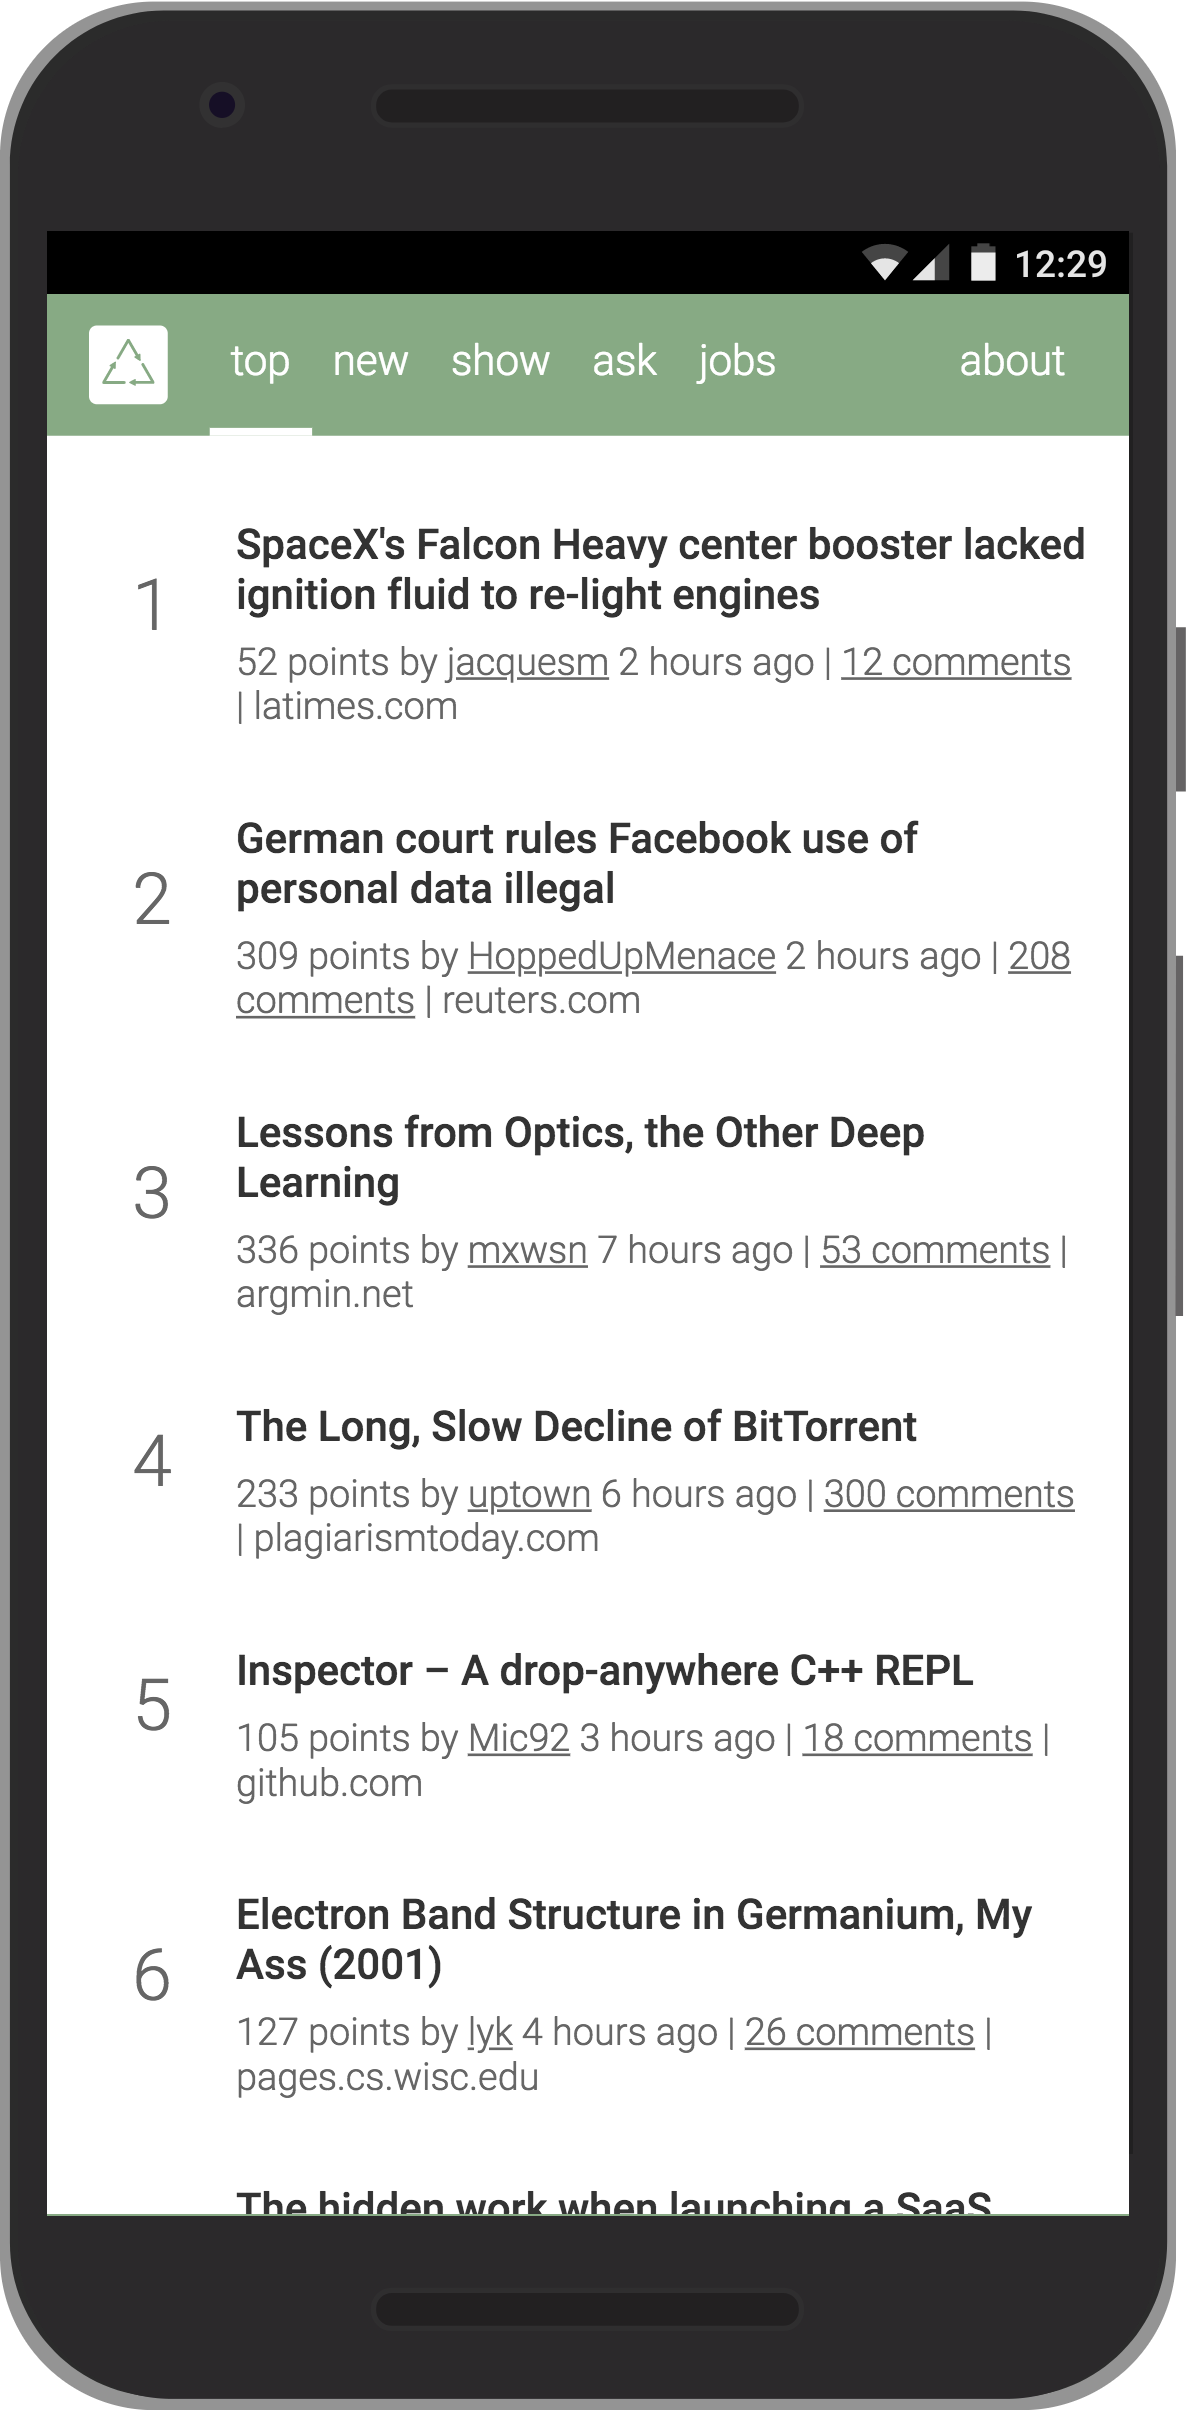 12:29
top new show ask jobs about
1
SpaceX's Falcon Heavy center booster lacked
ignition fluid to re-light engines
52 points by jacquesm 2 hours ago | 12 comments
| latimes.com
2
German court rules Facebook use of
personal data illegal
309 points by HoppedUpMenace 2 hours ago | 208
comments | reuters.com
3
Lessons from Optics, the Other Deep
Learning
336 points by mxwsn 7 hours ago | 53 comments |
argmin.net
4
The Long, Slow Decline of BitTorrent
233 points by uptown 6 hours ago | 300 comments
| plagiarismtoday.com
5
Inspector – A drop-anywhere C++ REPL
105 points by Mic92 3 hours ago | 18 comments |
github.com
6
Electron Band Structure in Germanium, My
Ass (2001)
127 points by lyk 4 hours ago | 26 comments |
pages.cs.wisc.edu
The hidden work when launching a SaaS